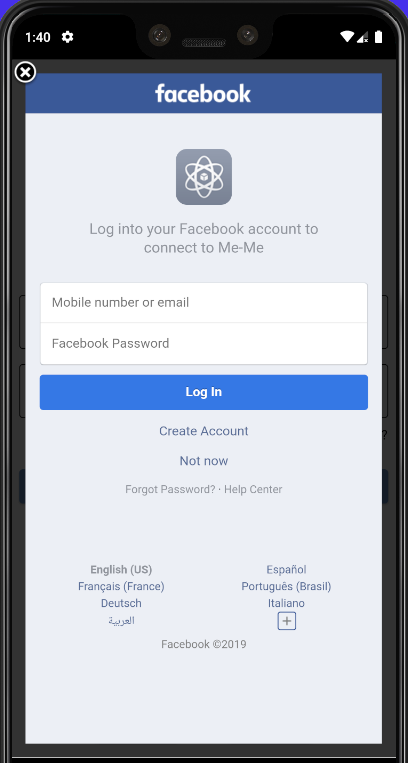 1:40
facebook
Log into your Facebook account to
connect to Me-Me
Mobile number or email
Facebook Password
Log In
Create Account
?
Not now
Forgot Password? · Help Center
English (US)
Español
Français (France)
Português (Brasil)
Deutsch
Italiano
العربية
Facebook ©2019